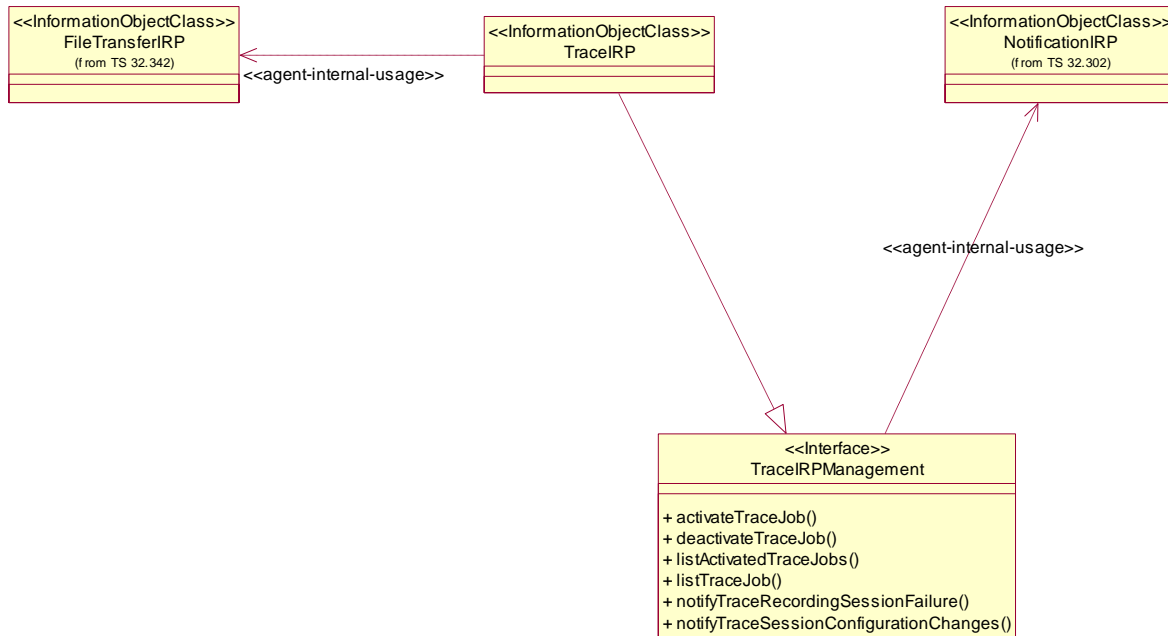 <<InformationObjectClass>>
FileTransferIRP
(from TS 32.342)
<<agent-internal-usage>>
<<InformationObjectClass>>
TraceIRP
<<InformationObjectClass>>
NotificationIRP
(from TS 32.302)
<<agent-internal-usage>>
<<Interface>>
TraceIRPManagement
+ activateTraceJob()
+ deactivateTraceJob()
+ listActivatedTraceJobs()
+ listTraceJob()
+ notifyTraceRecordingSessionFailure()
+ notifyTraceSessionConfigurationChanges()